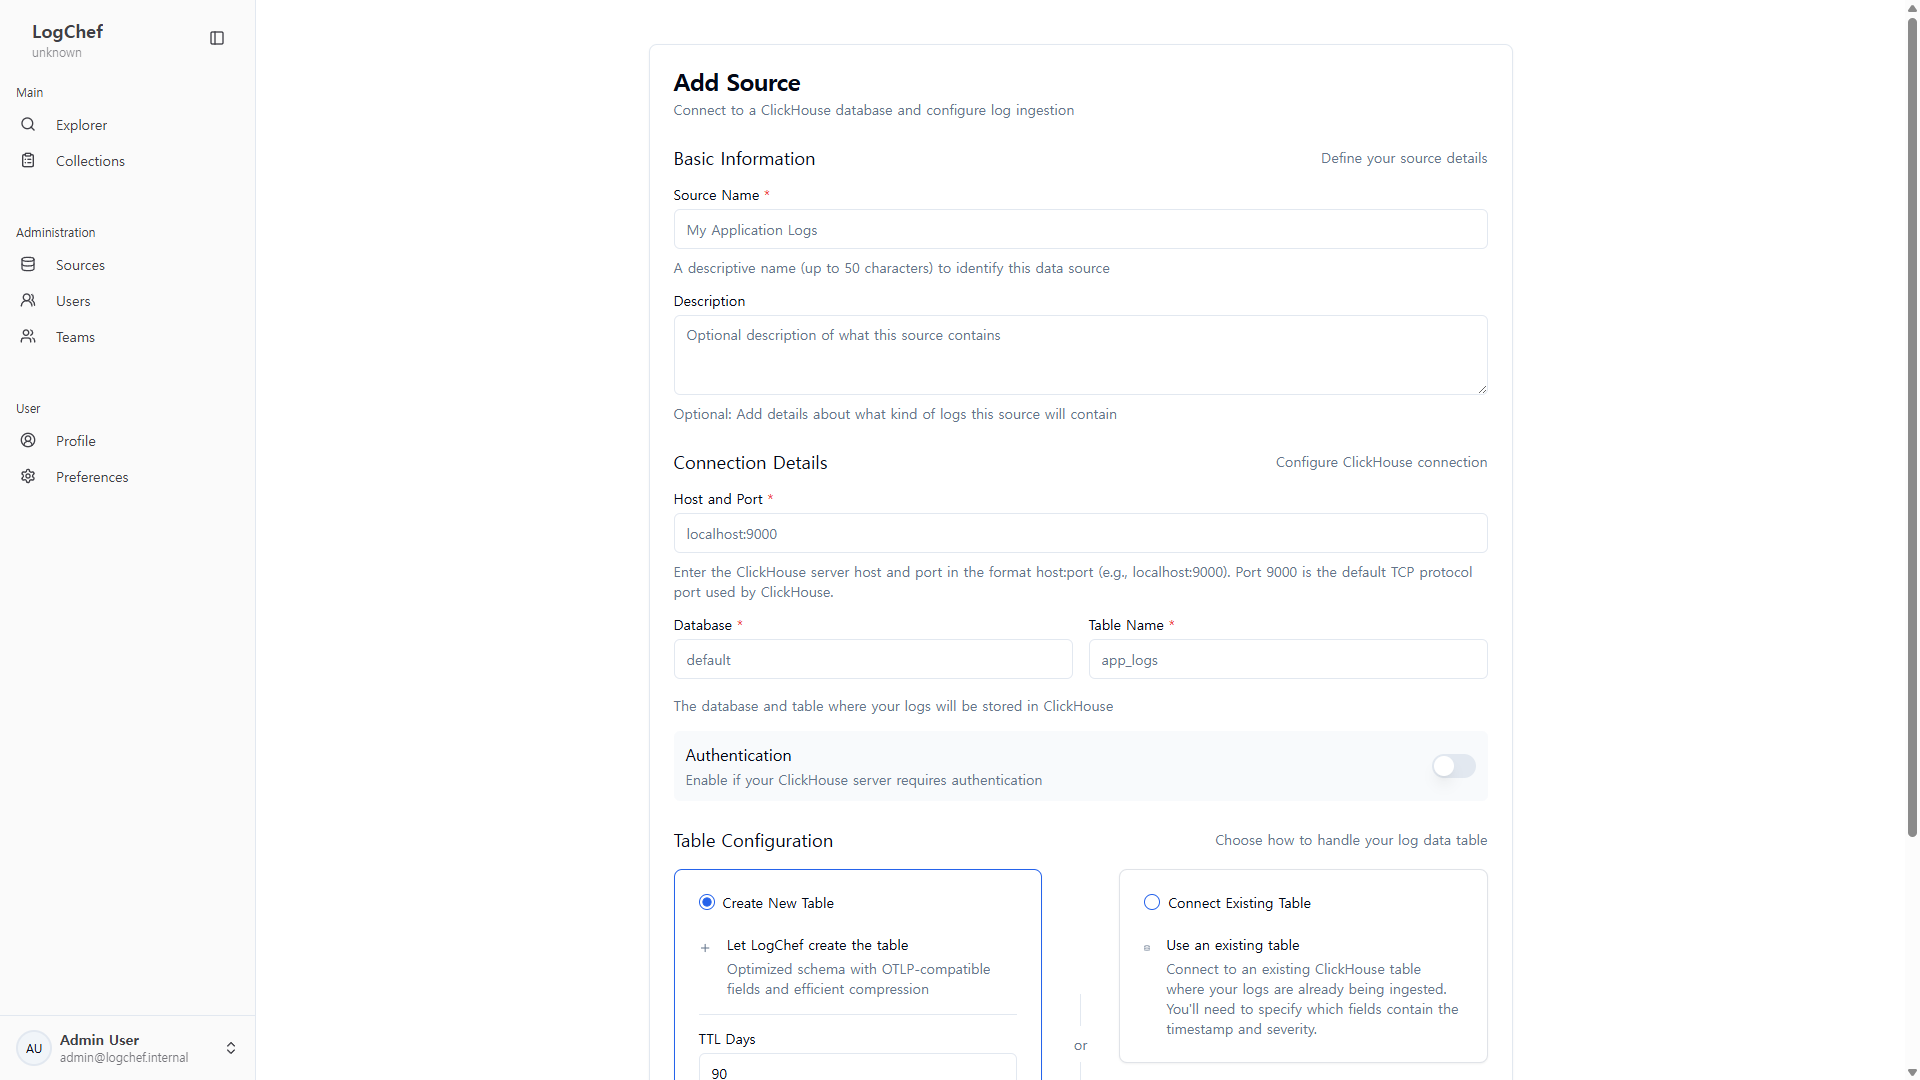 LogChef
unknown
Main
Explorer
Collections
Administration
Sources
Users
Teams
User
Profile
Preferences
AU
Admin User
admin@logchef.internal
Add Source
Connect to a ClickHouse database and configure log ingestion
Basic Information
Define your source details
Source Name *
My Application Logs
A descriptive name (up to 50 characters) to identify this data source
Description
Optional description of what this source contains
Optional: Add details about what kind of logs this source will contain
Connection Details
Configure ClickHouse connection
Host and Port *
localhost:9000
Enter the ClickHouse server host and port in the format host:port (e.g., localhost:9000). Port 9000 is the default TCP protocol
port used by ClickHouse.
Database *
default
Table Name *
app_logs
The database and table where your logs will be stored in ClickHouse
Authentication
Enable if your ClickHouse server requires authentication
Table Configuration
Choose how to handle your log data table
Create New Table
Let LogChef create the table
Optimized schema with OTLP-compatible
fields and efficient compression
TTL Days
90
or
Connect Existing Table
Use an existing table
Connect to an existing ClickHouse table
where your logs are already being ingested.
You'll need to specify which fields contain the
timestamp and severity.